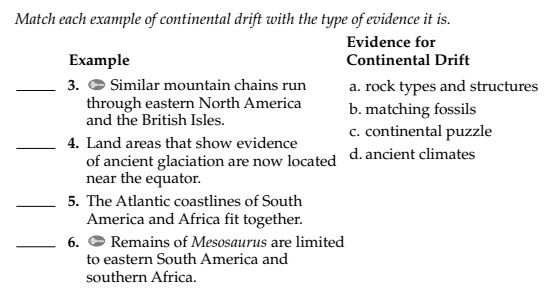 Match each example of continental drift with the type of evidence it is.
Example
Evidence for
Continental Drift
3. Similar mountain chains run
through eastern North America
and the British Isles.
4. Land areas that show evidence
of ancient glaciation are now located
near the equator.
5. The Atlantic coastlines of South
America and Africa fit together.
6. Remains of Mesosaurus are limited
to eastern South America and
southern Africa.
a. rock types and structures
b. matching fossils
c. continental puzzle
d. ancient climates